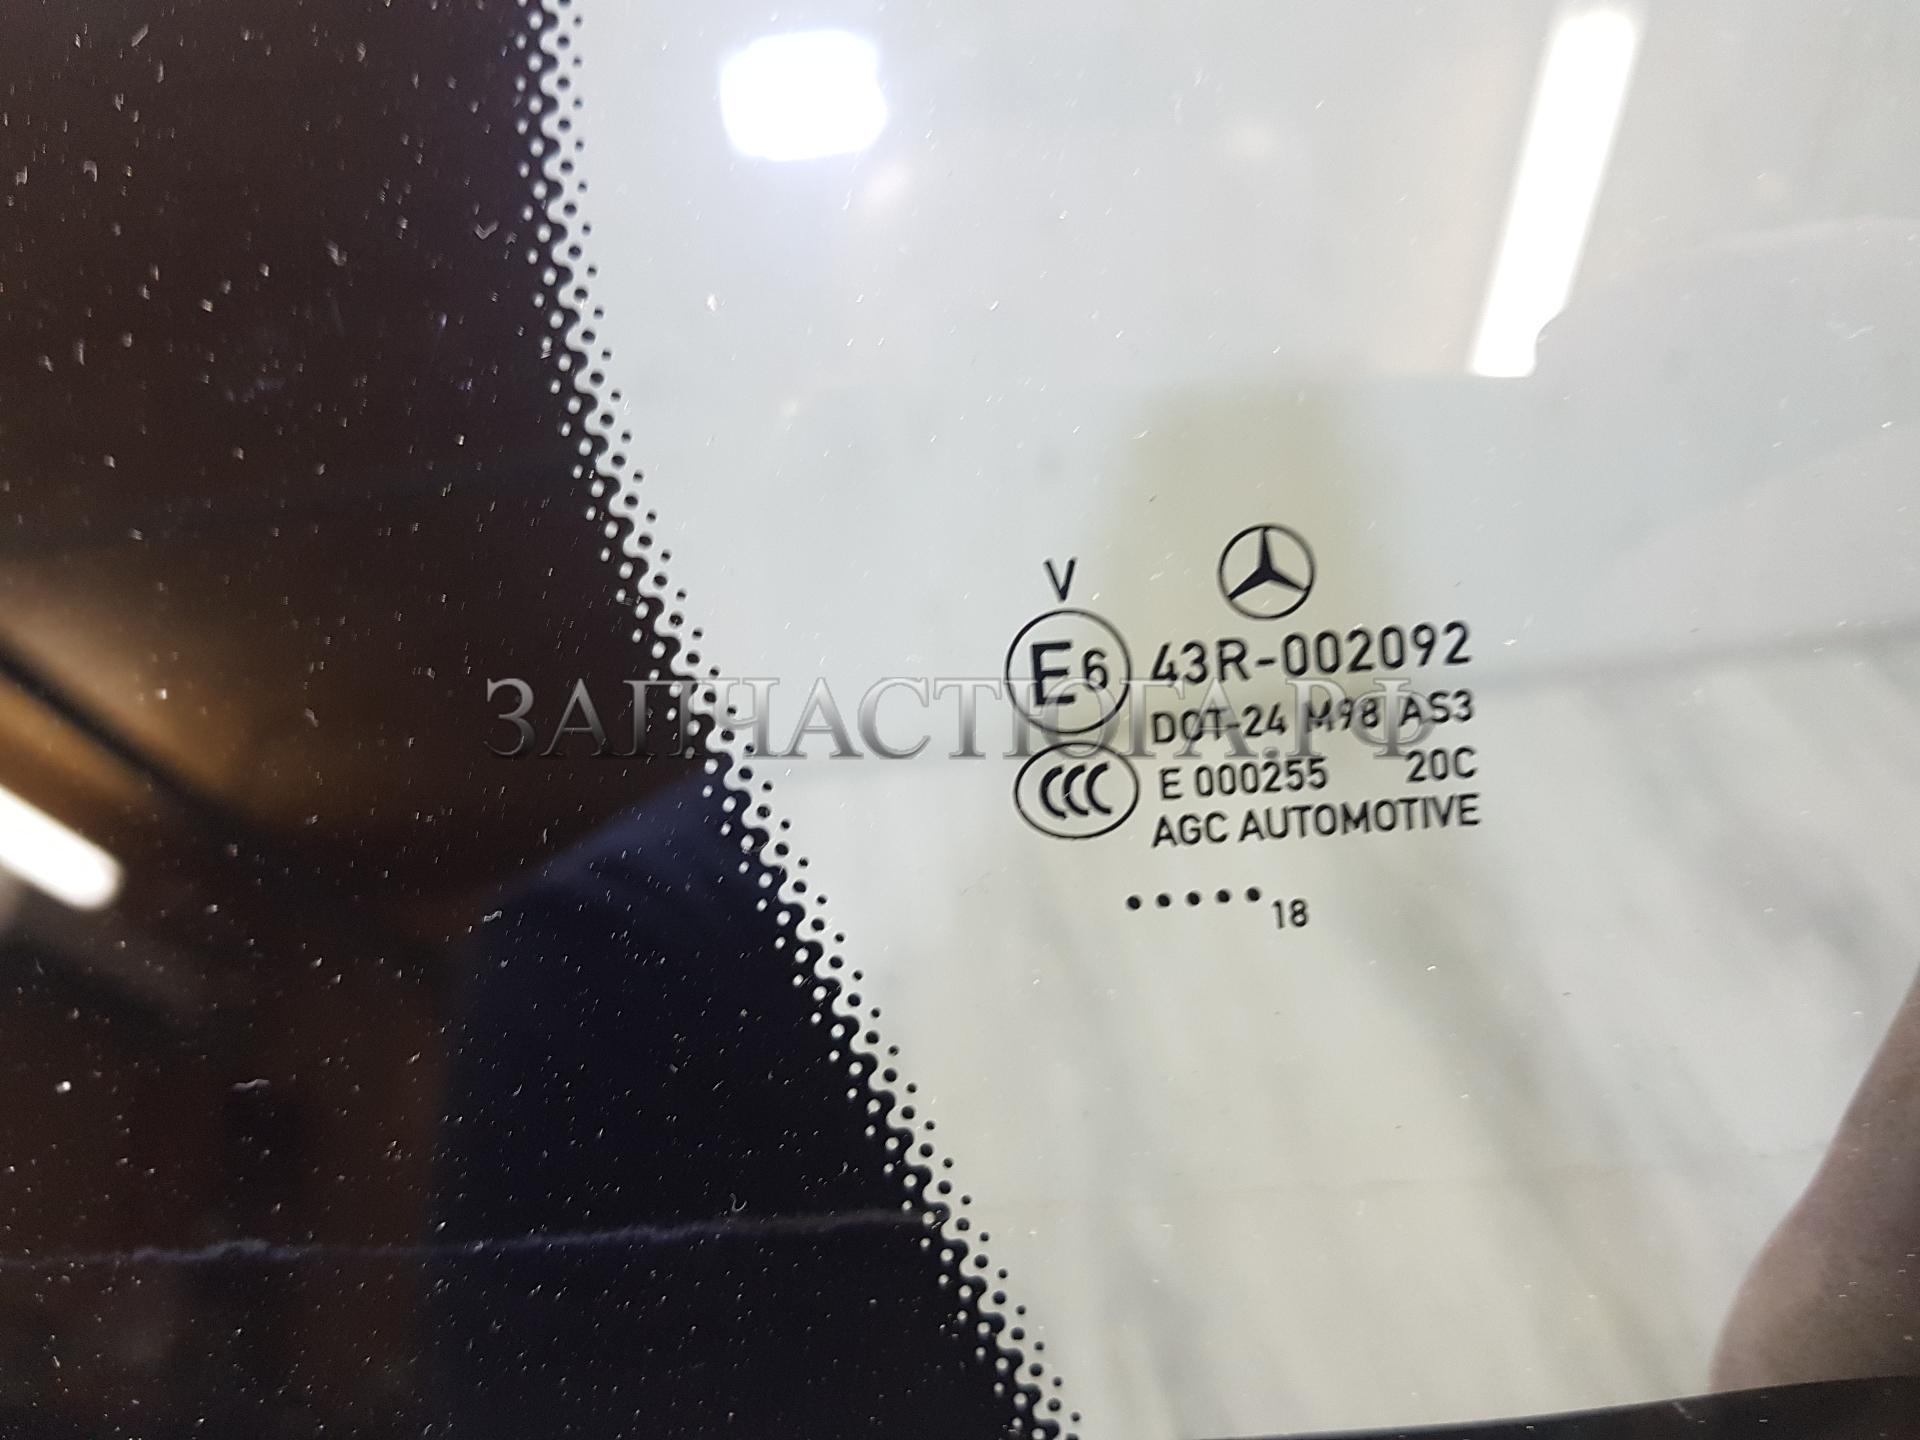 V
E6 43R-002092
DOT-24 M98 AS3
CCC E 000255 20C
AGC AUTOMOTIVE
.....18
ЗАПЧАСТЮГА.РФ